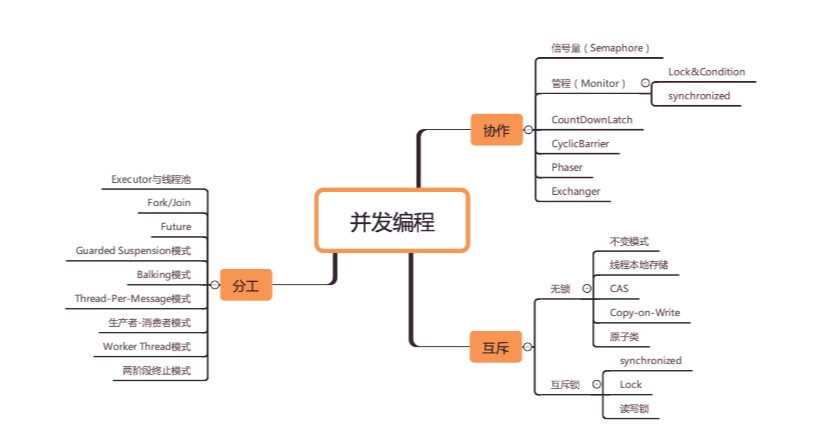 并发编程
协作
信号量（Semaphore）
管程（Monitor）
Lock&Condition
synchronized
CountDownLatch
CyclicBarrier
Phaser
Exchanger
分工
Executor与线程池
Fork/Join
Future
Guarded Suspension模式
Balking模式
Thread-Per-Message模式
生产者-消费者模式
Worker Thread模式
两阶段终止模式
互斥
无锁
不变模式
线程本地存储
CAS
Copy-on-Write
原子类
互斥锁
synchronized
Lock
读写锁